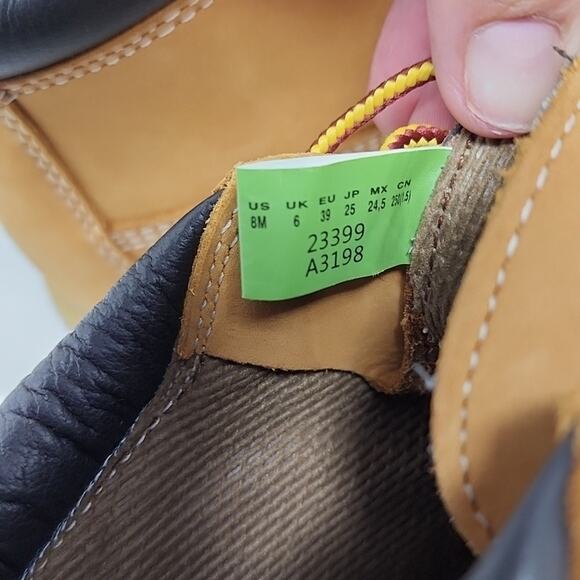 US UK EU JP MX CN
8M 6 39 25 24,5 250(1.5)
23399
A3198